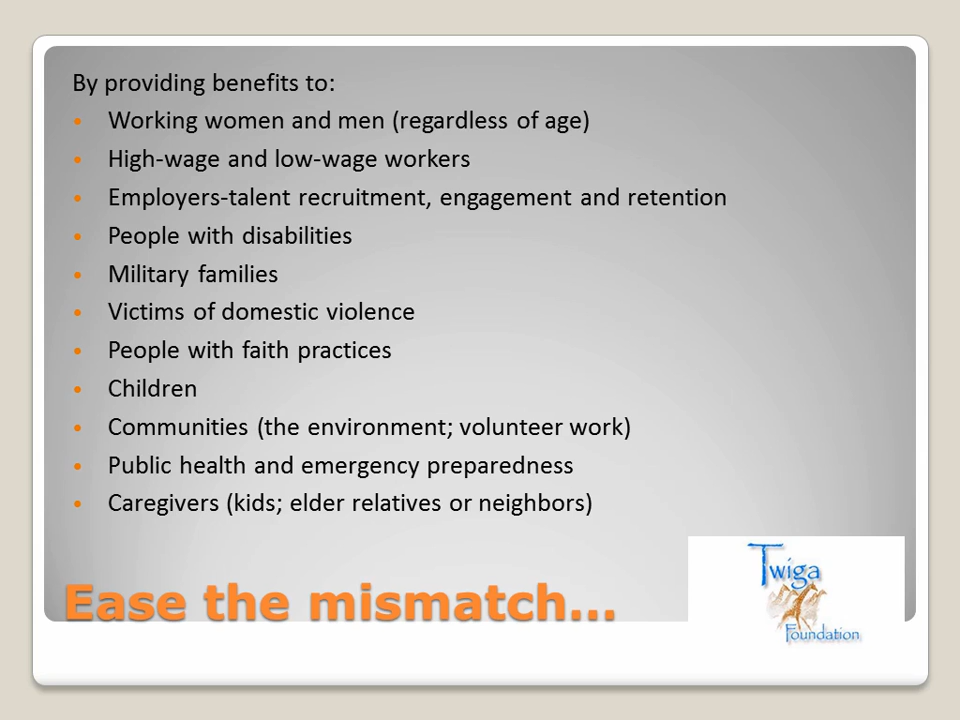 By providing benefits to:
• Working women and men (regardless of age)
• High-wage and low-wage workers
• Employers-talent recruitment, engagement and retention
• People with disabilities
• Military families
• Victims of domestic violence
• People with faith practices
• Children
• Communities (the environment; volunteer work)
• Public health and emergency preparedness
• Caregivers (kids; elder relatives or neighbors)
Ease the mismatch...
Twiga
Foundation